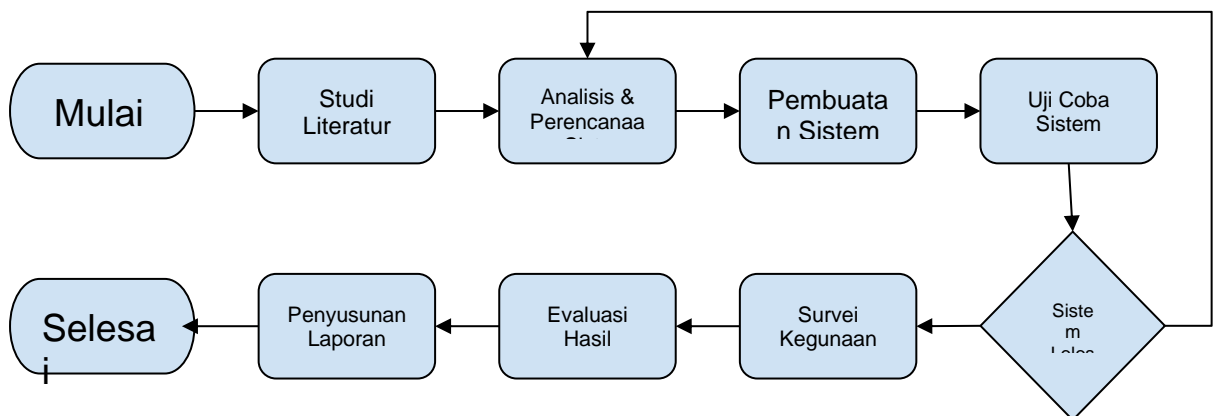 Mulai
Studi
Literatur
Analisis &
Perencanaa
Pembuata
n Sistem
Uji Coba
Sistem
Siste
m
Survei
Kegunaan
Evaluasi
Hasil
Penyusunan
Laporan
Selesa
i